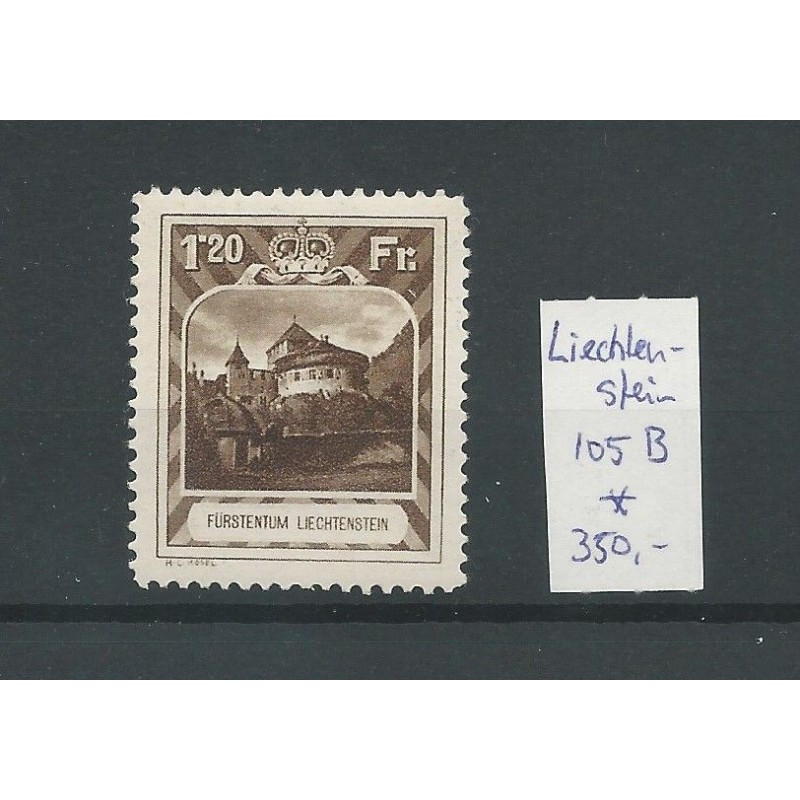 1.20 Fr.
FÜRSTENTUM LIECHTENSTEIN
Liechten-
stein
105 B
*
350,-